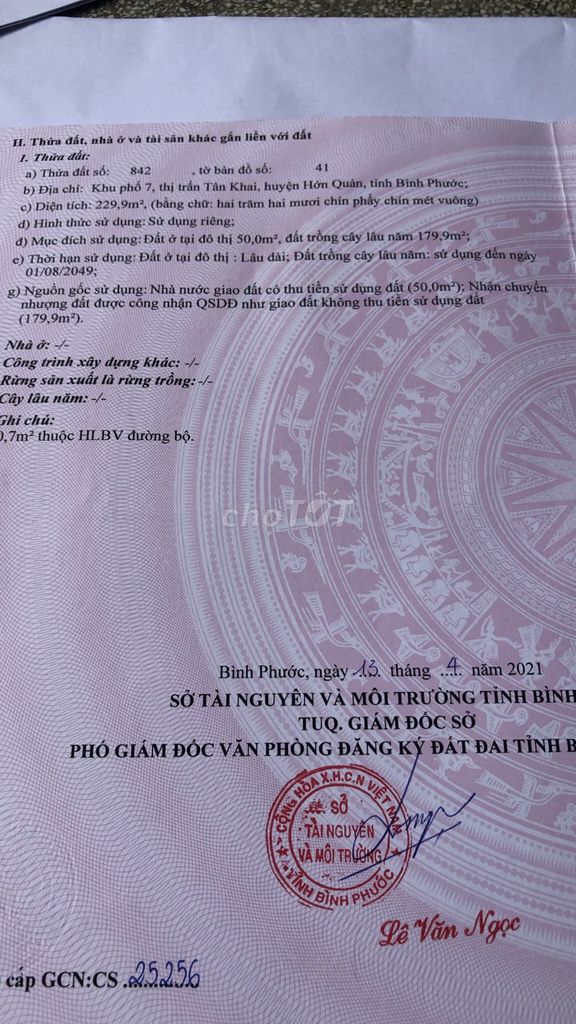 II. Thửa đất, nhà ở và tài sản khác gắn liền với đất
1. Thửa đất:
a) Thửa đất số: 842 , tờ bản đồ số: 41
b) Địa chỉ: Khu phố 7, thị trấn Tân Khai, huyện Hớn Quản, tỉnh Bình Phước;
c) Diện tích: 229,9m², (bằng chữ: hai trăm hai mươi chín phẩy chín mét vuông)
d) Hình thức sử dụng: Sử dụng riêng;
đ) Mục đích sử dụng: Đất ở tại đô thị 50,0m², đất trồng cây lâu năm 179,9m²;
e) Thời hạn sử dụng: Đất ở tại đô thị : Lâu dài; Đất trồng cây lâu năm: sử dụng đến ngày
01/08/2049;
g) Nguồn gốc sử dụng: Nhà nước giao đất có thu tiền sử dụng đất (50,0m²); Nhận chuyển
nhượng đất được công nhận QSDĐ như giao đất không thu tiền sử dụng đất
(179,9m²).
Nhà ở: -/-
Công trình xây dựng khác: -/-
Rừng sản xuất là rừng trồng: -/-
Cây lâu năm: -/-
Ghi chú:
0,7m² thuộc HLBV đường bộ.
chợTỐT
Bình Phước, ngày 13 tháng 4 năm 2021
SỞ TÀI NGUYÊN VÀ MÔI TRƯỜNG TỈNH BÌNH
TUQ. GIÁM ĐỐC SỞ
PHÓ GIÁM ĐỐC VĂN PHÒNG ĐĂNG KÝ ĐẤT ĐAI TỈNH B
CỘNG HÒA X.H.C.N VIỆT NAM
SỞ
TÀI NGUYÊN
VÀ MÔI TRƯỜNG
TỈNH BÌNH PHƯỚC
Lê Văn Ngọc
cấp GCN:CS 25256